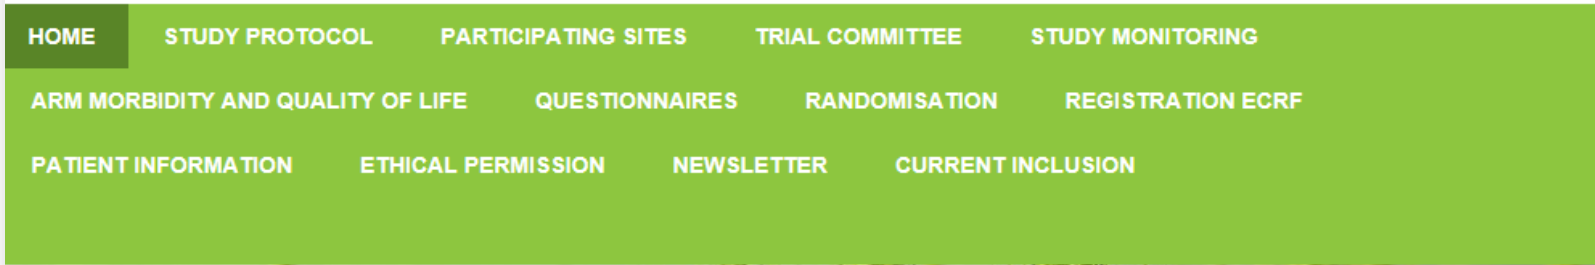 HOME STUDY PROTOCOL PARTICIPATING SITES TRIAL COMMITTEE STUDY MONITORING
ARM MORBIDITY AND QUALITY OF LIFE QUESTIONNAIRES RANDOMISATION REGISTRATION ECRF
PATIENT INFORMATION ETHICAL PERMISSION NEWSLETTER CURRENT INCLUSION